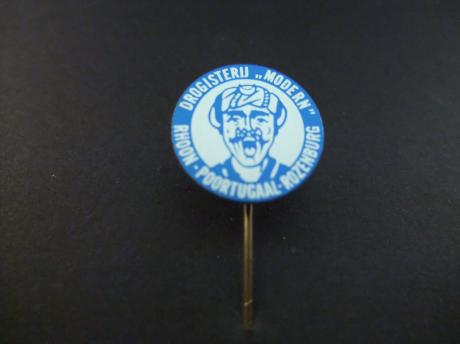 DROGISTERIJ „MODERN"
RHOON-POORTUGAAL-ROZENBURG